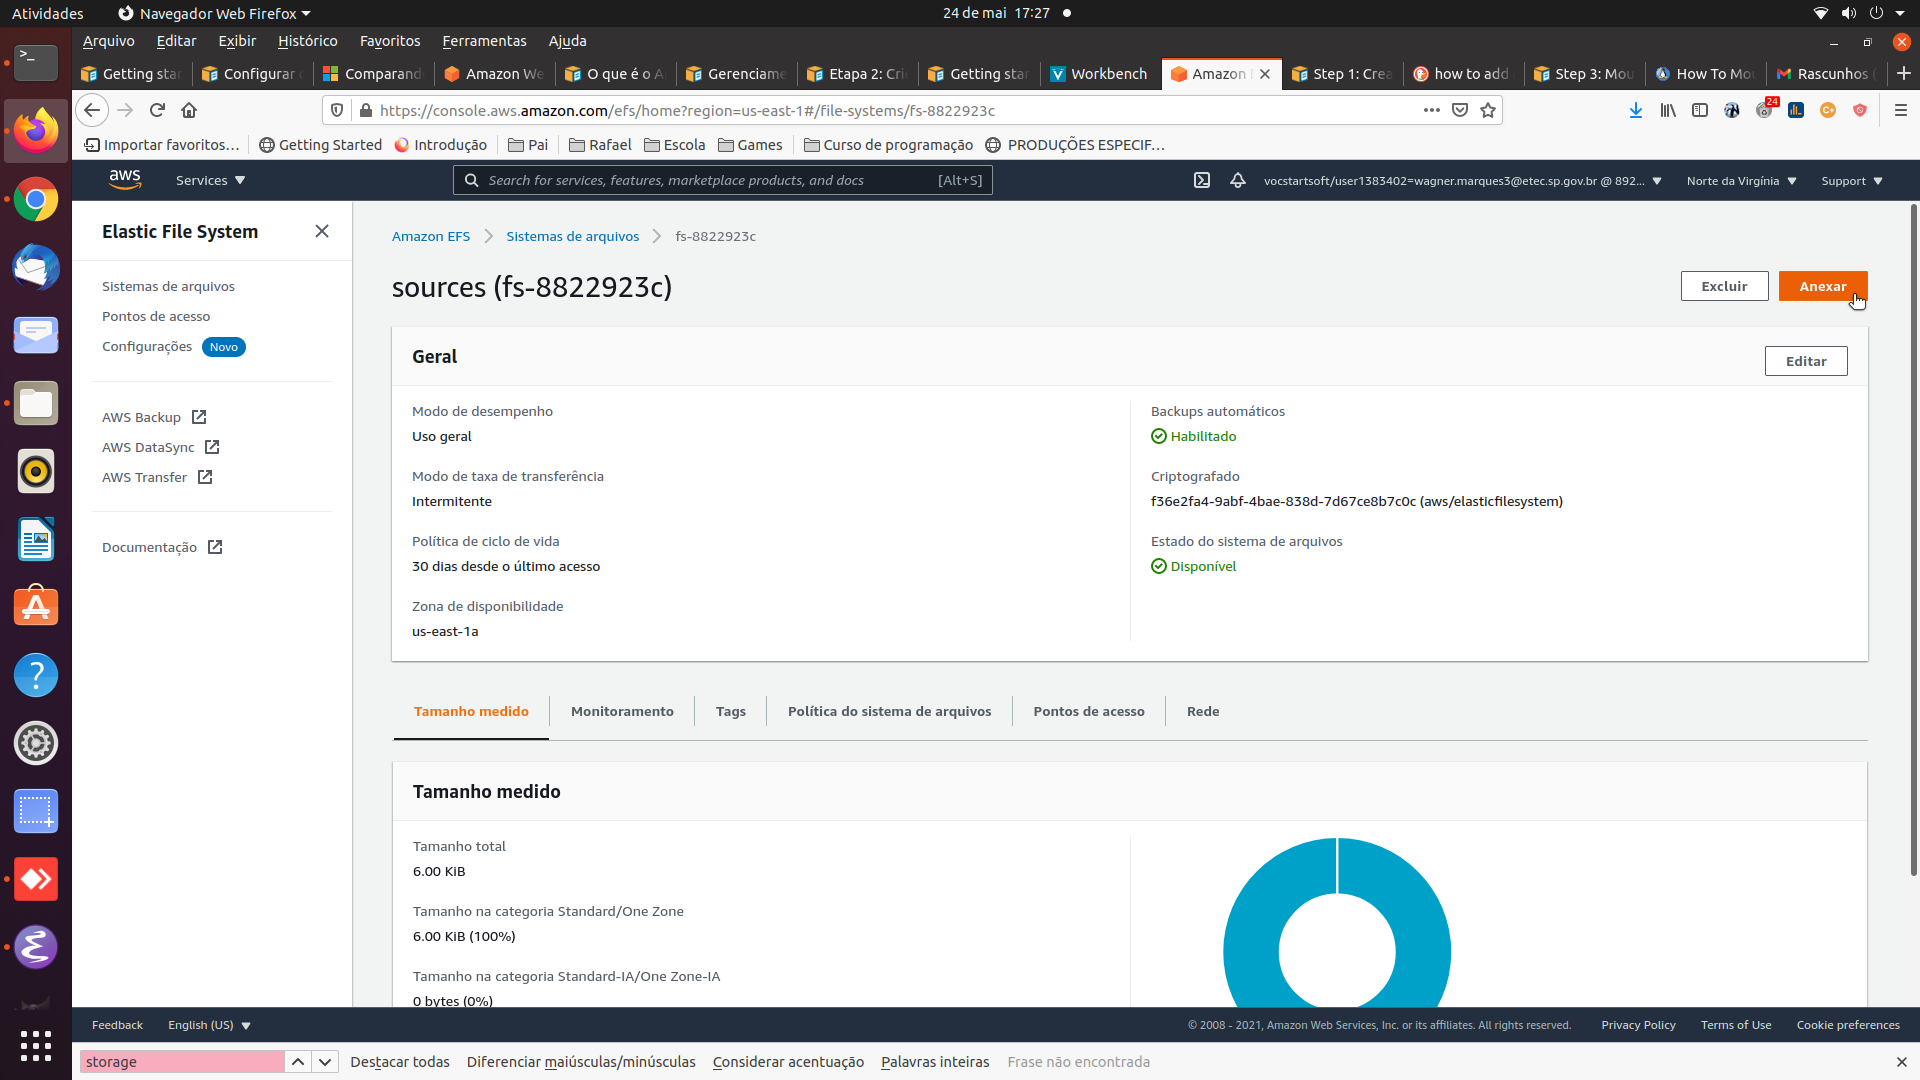 Atividades
Navegador Web Firefox
24 de mai 17:27
Arquivo Editar Exibir Histórico Favoritos Ferramentas Ajuda
Getting sta
Configurar
Comparand
Amazon We
O que é o A
Gerenciame
Etapa 2: Cri
Getting star
Workbench
Amazon
Step 1: Crea
how to add
Step 3: Mou
How To Mou
Rascunhos (
https://console.aws.amazon.com/efs/home?region=us-east-1#/file-systems/fs-8822923c
24
Importar favoritos...
Getting Started
Introdução
Pai
Rafael
Escola
Games
Curso de programação
PRODUÇÕES ESPECIF...
aws
Services
Search for services, features, marketplace products, and docs [Alt+S]
vocstartsoft/user1383402=wagner.marques3@etec.sp.gov.br @ 892...
Norte da Virgínia
Support
Elastic File System
Sistemas de arquivos
Pontos de acesso
Configurações Novo
AWS Backup
AWS DataSync
AWS Transfer
Documentação
Amazon EFS
Sistemas de arquivos
fs-8822923c
sources (fs-8822923c)
Excluir
Anexar
Geral
Editar
Modo de desempenho
Uso geral
Modo de taxa de transferência
Intermitente
Política de ciclo de vida
30 dias desde o último acesso
Zona de disponibilidade
us-east-1a
Backups automáticos
Habilitado
Criptografado
f36e2fa4-9abf-4bae-838d-7d67ce8b7c0c (aws/elasticfilesystem)
Estado do sistema de arquivos
Disponível
Tamanho medido
Monitoramento
Tags
Política do sistema de arquivos
Pontos de acesso
Rede
Tamanho medido
Tamanho total
6.00 KiB
Tamanho na categoria Standard/One Zone
6.00 KiB (100%)
Tamanho na categoria Standard-IA/One Zone-IA
0 bytes (0%)
Feedback
English (US)
© 2008 - 2021, Amazon Web Services, Inc. or its affiliates. All rights reserved.
Privacy Policy
Terms of Use
Cookie preferences
storage
Destacar todas
Diferenciar maiúsculas/minúsculas
Considerar acentuação
Palavras inteiras
Frase não encontrada